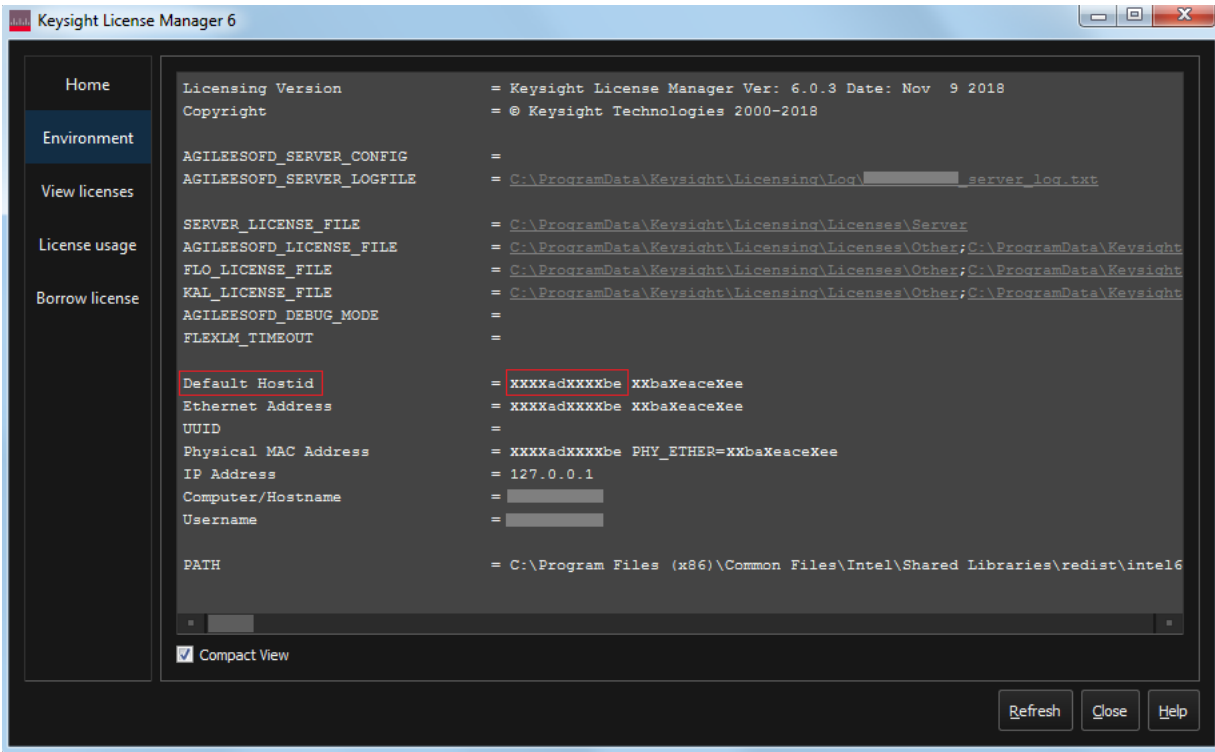 Keysight License Manager 6
Home
Environment
View licenses
License usage
Borrow license
Licensing Version = Keysight License Manager Ver: 6.0.3 Date: Nov 9 2018
Copyright = © Keysight Technologies 2000-2018
AGILEESOFD_SERVER_CONFIG =
AGILEESOFD_SERVER_LOGFILE = C:\ProgramData\Keysight\Licensing\Log\ _server_log.txt
SERVER_LICENSE_FILE = C:\ProgramData\Keysight\Licensing\Licenses\Server
AGILEESOFD_LICENSE_FILE = C:\ProgramData\Keysight\Licensing\Licenses\Other;C:\ProgramData\Keysight
FLO_LICENSE_FILE = C:\ProgramData\Keysight\Licensing\Licenses\Other;C:\ProgramData\Keysight
KAL_LICENSE_FILE = C:\ProgramData\Keysight\Licensing\Licenses\Other;C:\ProgramData\Keysight
AGILEESOFD_DEBUG_MODE =
FLEXLM_TIMEOUT =
Default Hostid = XXXXadXXXXbe XXbaXeaceXee
Ethernet Address = XXXXadXXXXbe XXbaXeaceXee
UUID =
Physical MAC Address = XXXXadXXXXbe PHY_ETHER=XXbaXeaceXee
IP Address = 127.0.0.1
Computer/Hostname =
Username =
PATH = C:\Program Files (x86)\Common Files\Intel\Shared Libraries\redist\intel6
Compact View
Refresh
Close
Help